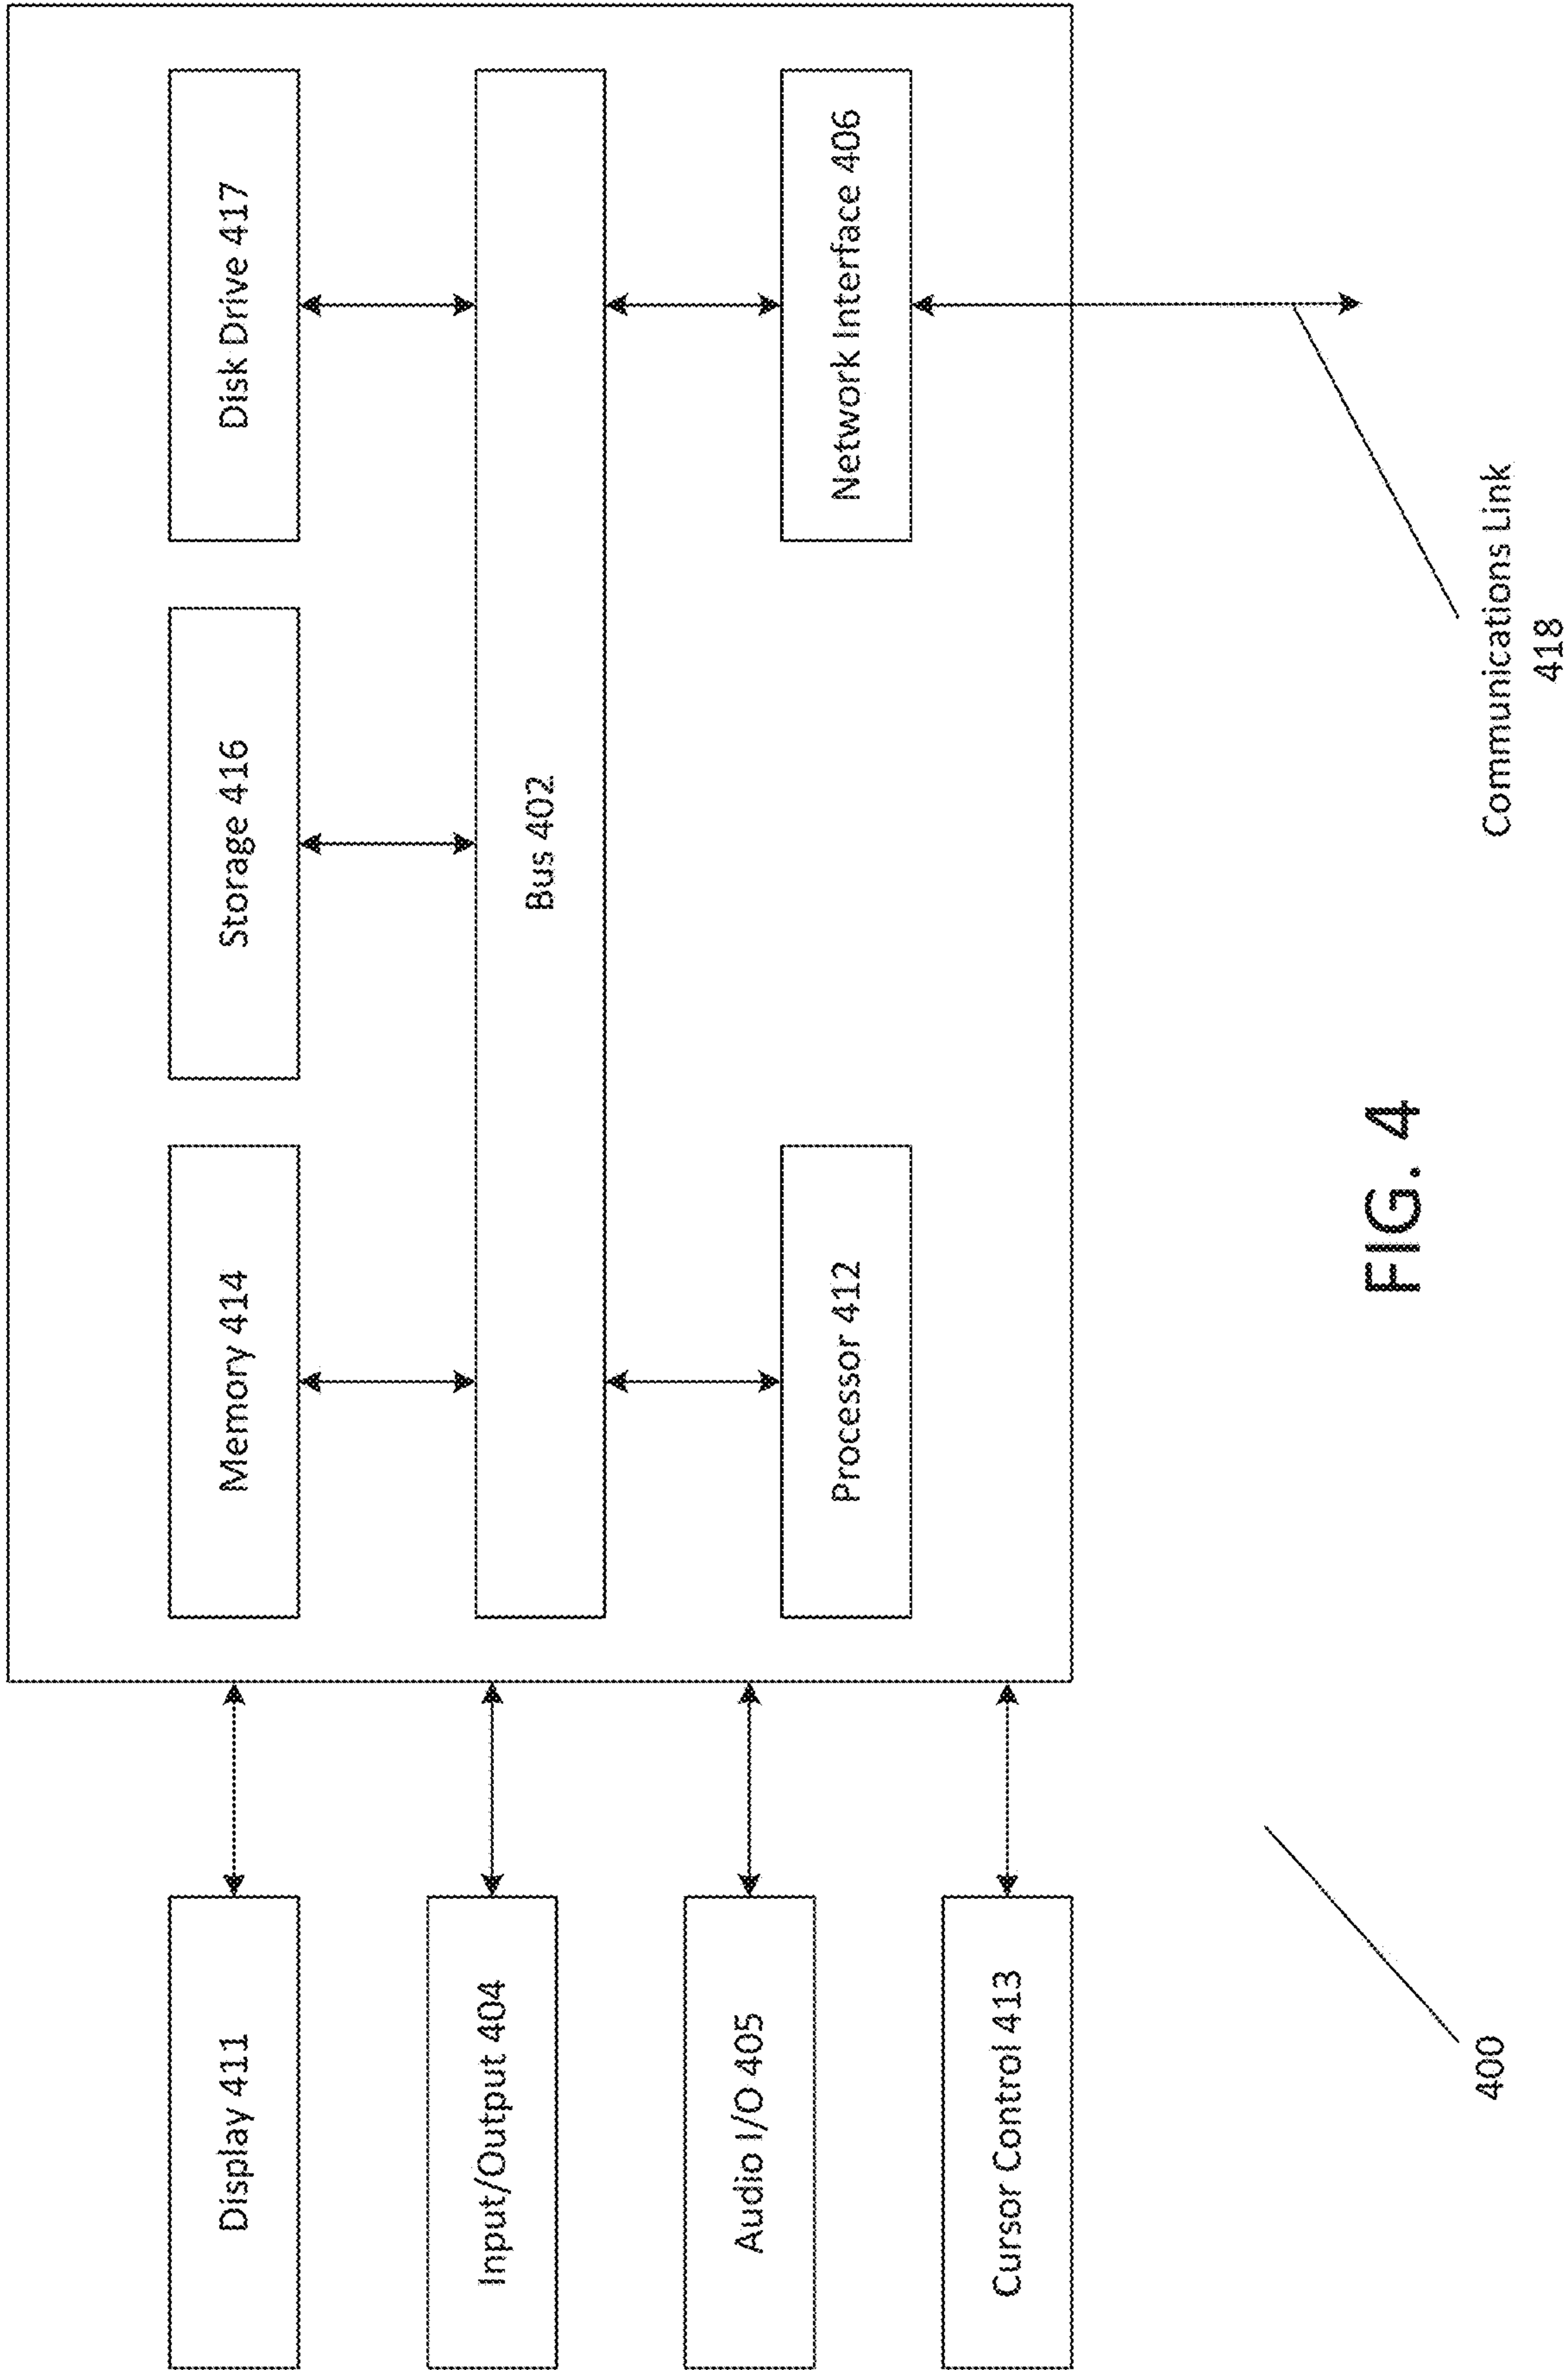 Display 411
Memory 414
Storage 416
Disk Drive 417
Input/Output 404
Bus 402
Audio I/O 405
Processor 412
Network Interface 406
Cursor Control 413
400
FIG. 4
Communications Link
418